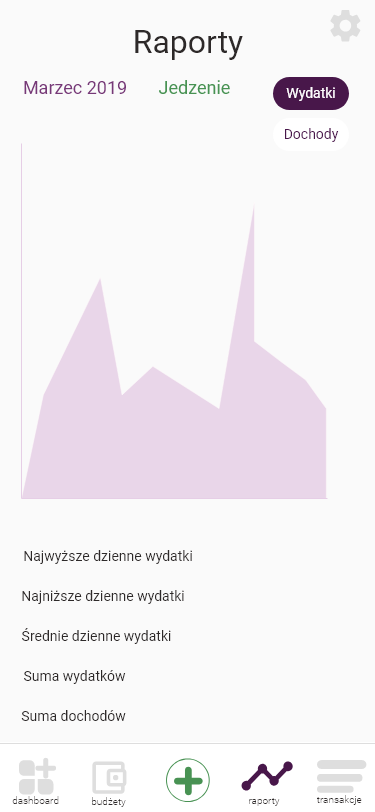 Raporty
Marzec 2019 Jedzenie Wydatki
Dochody
Najwyższe dzienne wydatki
Najniższe dzienne wydatki
Średnie dzienne wydatki
Suma wydatków
Suma dochodów
dashboard budżety raporty transakcje